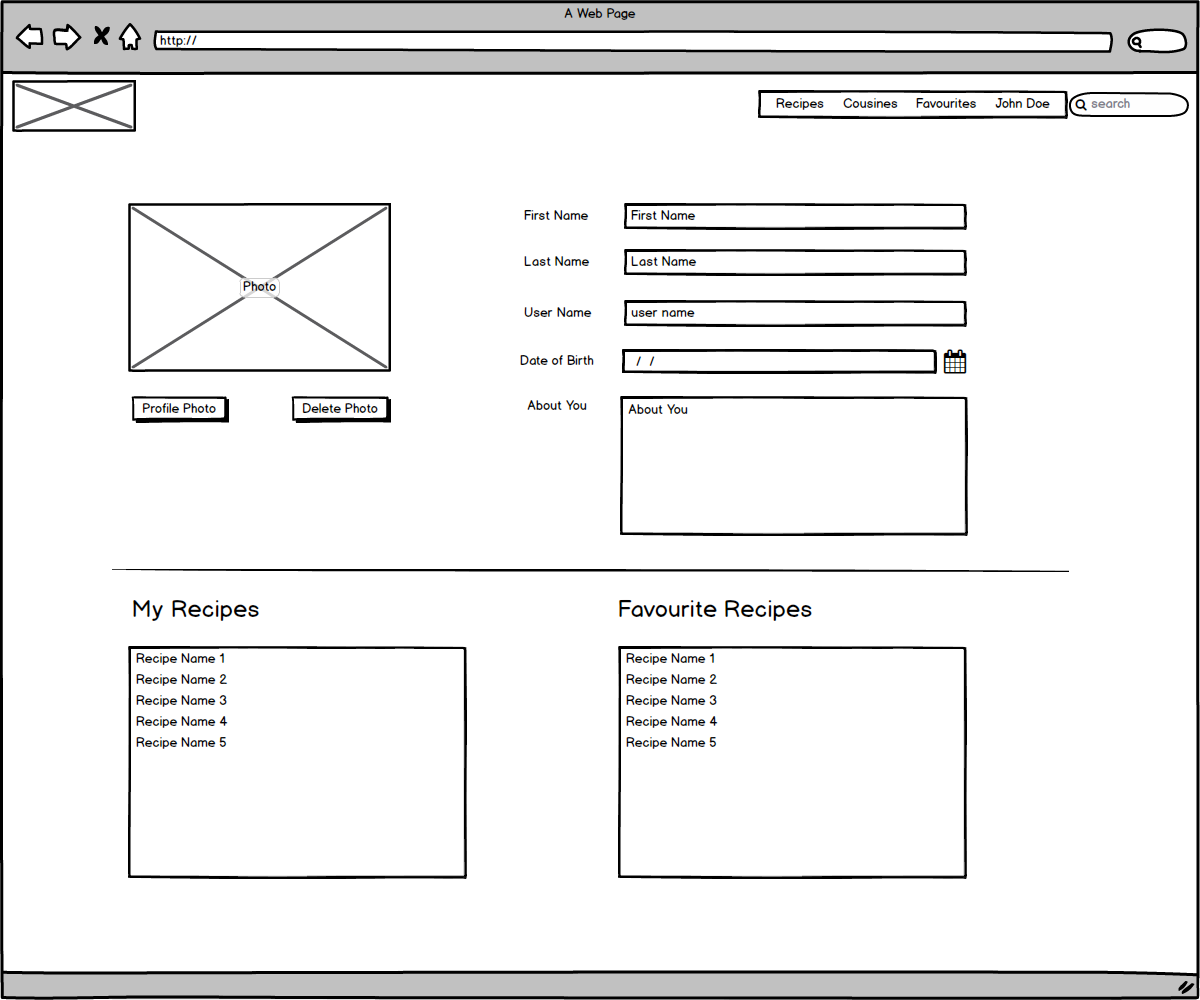 A Web Page
http://
Recipes Cousines Favourites John Doe search
Photo
Profile Photo Delete Photo
First Name First Name
Last Name Last Name
User Name user name
Date of Birth / /
About You About You
My Recipes
Recipe Name 1
Recipe Name 2
Recipe Name 3
Recipe Name 4
Recipe Name 5
Favourite Recipes
Recipe Name 1
Recipe Name 2
Recipe Name 3
Recipe Name 4
Recipe Name 5